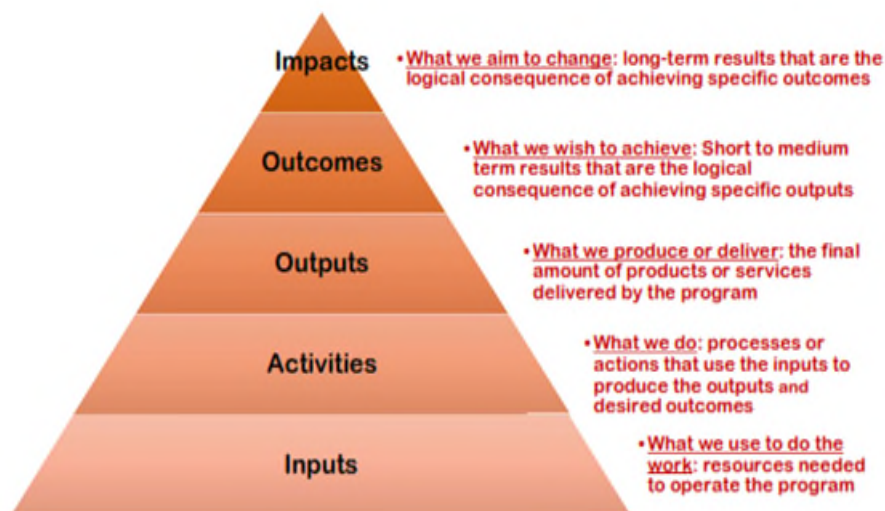 Impacts
• What we aim to change: long-term results that are the
logical consequence of achieving specific outcomes
Outcomes
• What we wish to achieve: Short to medium
term results that are the logical
consequence of achieving specific outputs
Outputs
• What we produce or deliver: the final
amount of products or services
delivered by the program
Activities
• What we do: processes or
actions that use the inputs to
produce the outputs and
desired outcomes
Inputs
• What we use to do the
work: resources needed
to operate the program